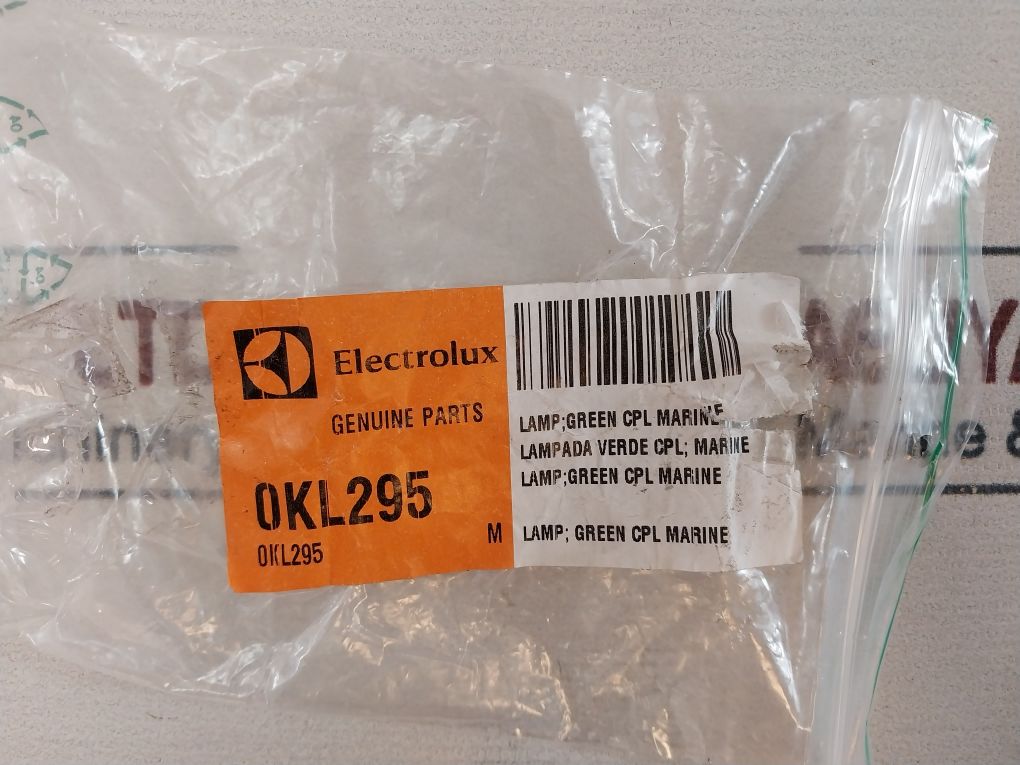 Electrolux
GENUINE PARTS
0KL295
0KL295
M
LAMP;GREEN CPL MARINE
LAMPADA VERDE CPL; MARINE
LAMP;GREEN CPL MARINE
LAMP; GREEN CPL MARINE